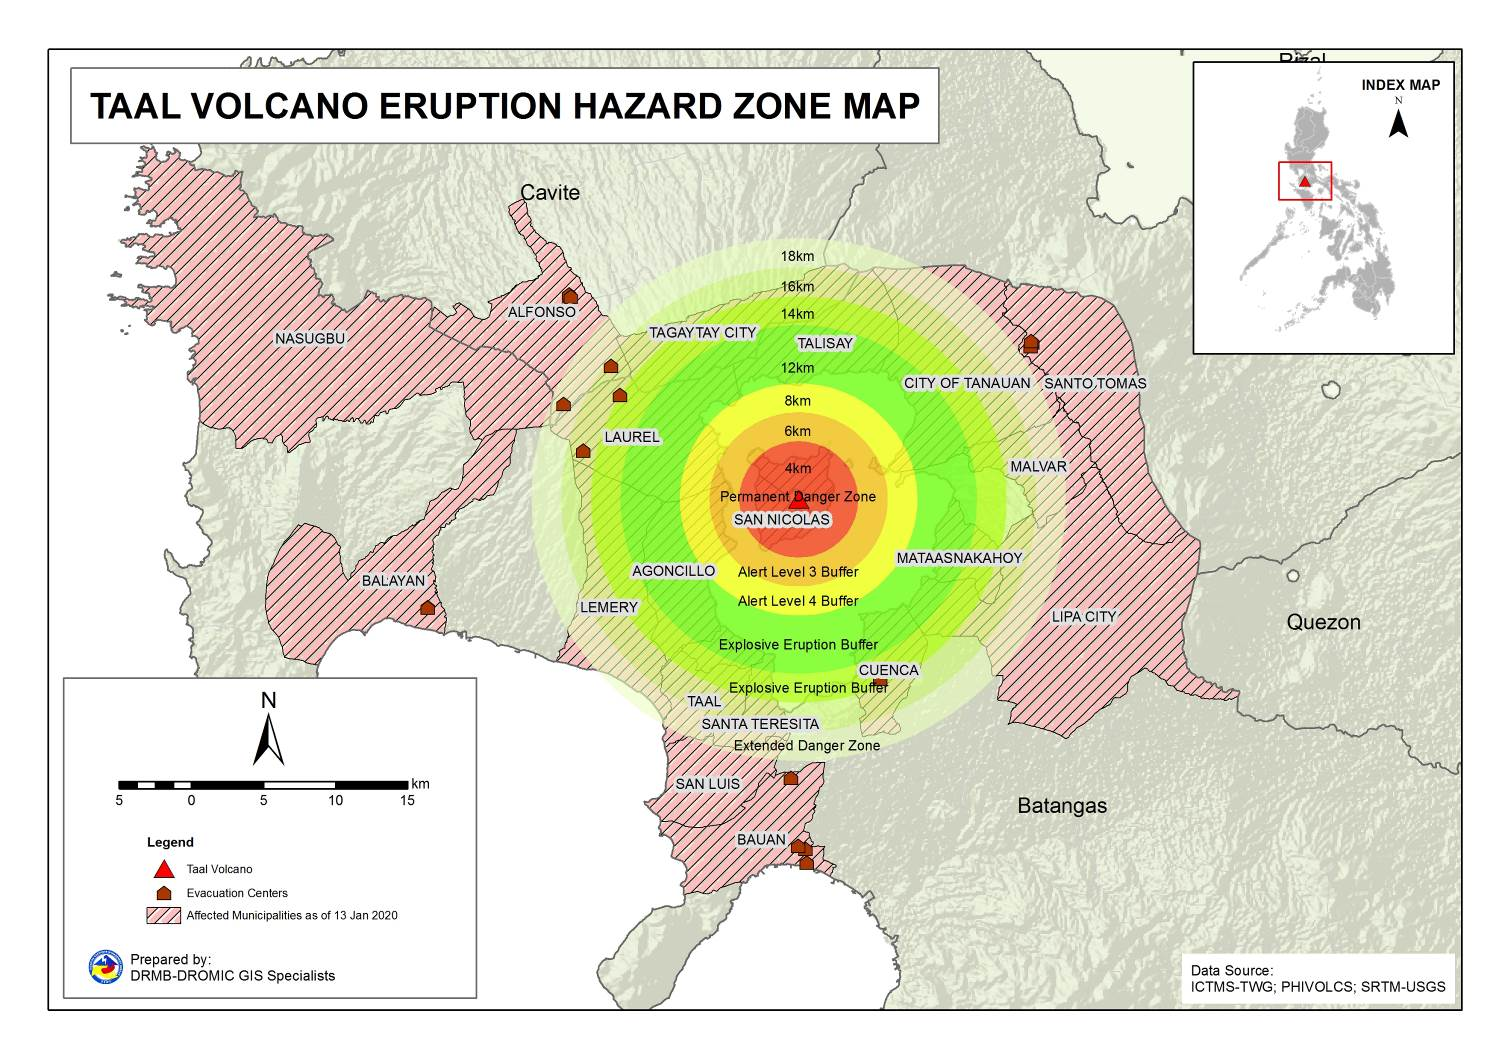 TAAL VOLCANO ERUPTION HAZARD ZONE MAP
Rizal
INDEX MAP
N
Cavite
18km
16km
ALFONSO
14km
TAGAYTAY CITY
NASUGBU
TALISAY
12km
CITY OF TANAUAN
SANTO TOMAS
8km
6km
LAUREL
4km
MALVAR
Permanent Danger Zone
SAN NICOLAS
MATAASNAKAHOY
AGONCILLO
Alert Level 3 Buffer
BALAYAN
Alert Level 4 Buffer
LEMERY
LIPA CITY
Quezon
Explosive Eruption Buffer
CUENCA
Explosive Eruption Buffer
TAAL
SANTA TERESITA
Extended Danger Zone
SAN LUIS
Batangas
BAUAN
N
km
5 0 5 10 15
Legend
Taal Volcano
Evacuation Centers
Affected Municipalities as of 13 Jan 2020
Prepared by:
DRMB-DROMIC GIS Specialists
Data Source:
ICTMS-TWG; PHIVOLCS; SRTM-USGS